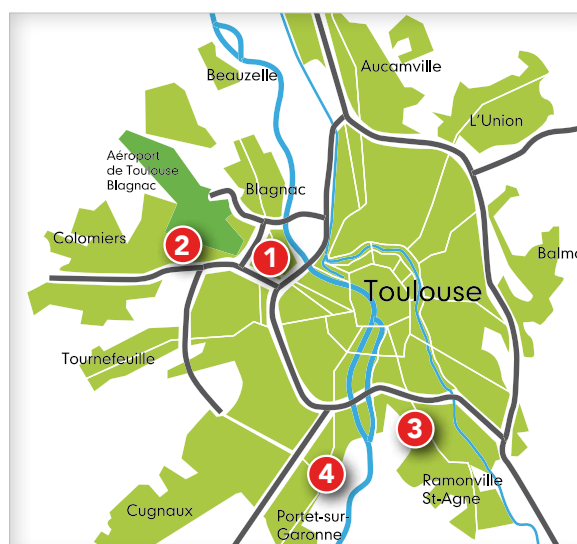 Beauzelle
Aucamville
L'Union
Aéroport
de Toulouse
Blagnac
Blagnac
Colomiers
2
1
Balma
Toulouse
Tournefeuille
3
4
Ramonville
St-Agne
Cugnaux
Portet-sur-
Garonne